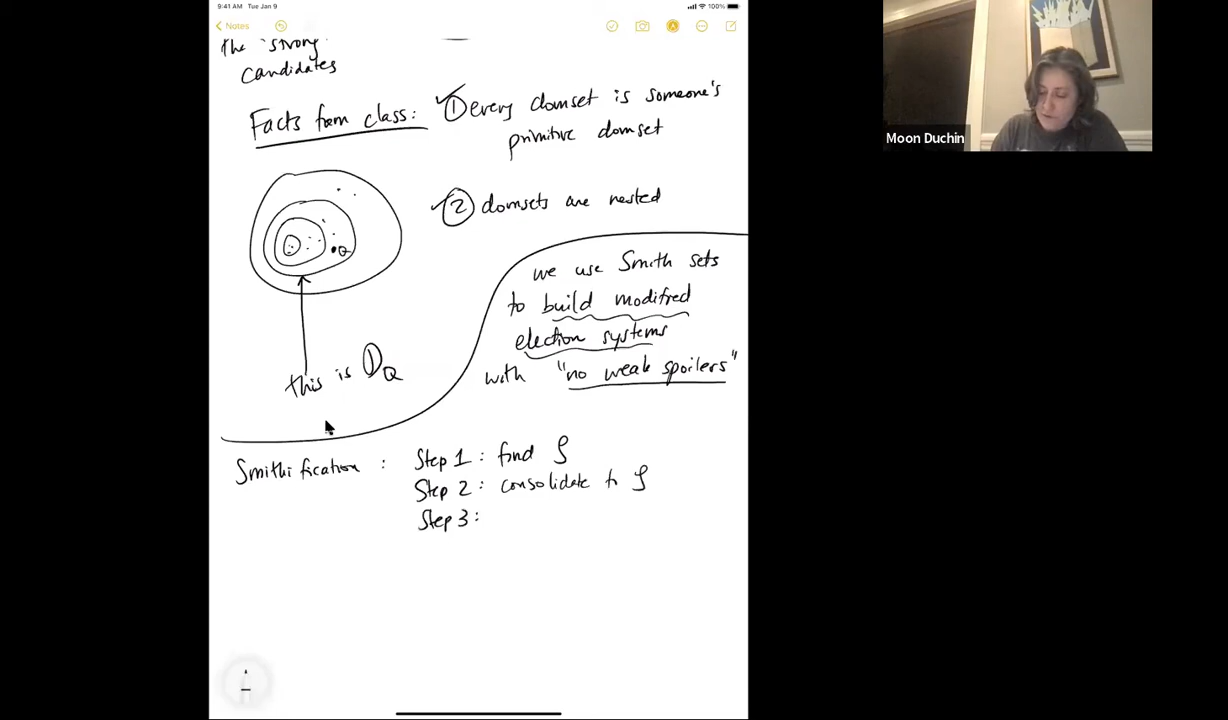 9:41 AM Tue Jan 9
100%
Notes
the "strong"
candidates
Facts from class: ① every domset is someone's
primitive domset
② domsets are nested
Q
this is D_Q
we use Smith sets
to build modified
election systems
with "no weak spoilers"
Smithification : Step 1: find S
Step 2: consolidate to S
Step 3:
Moon Duchin